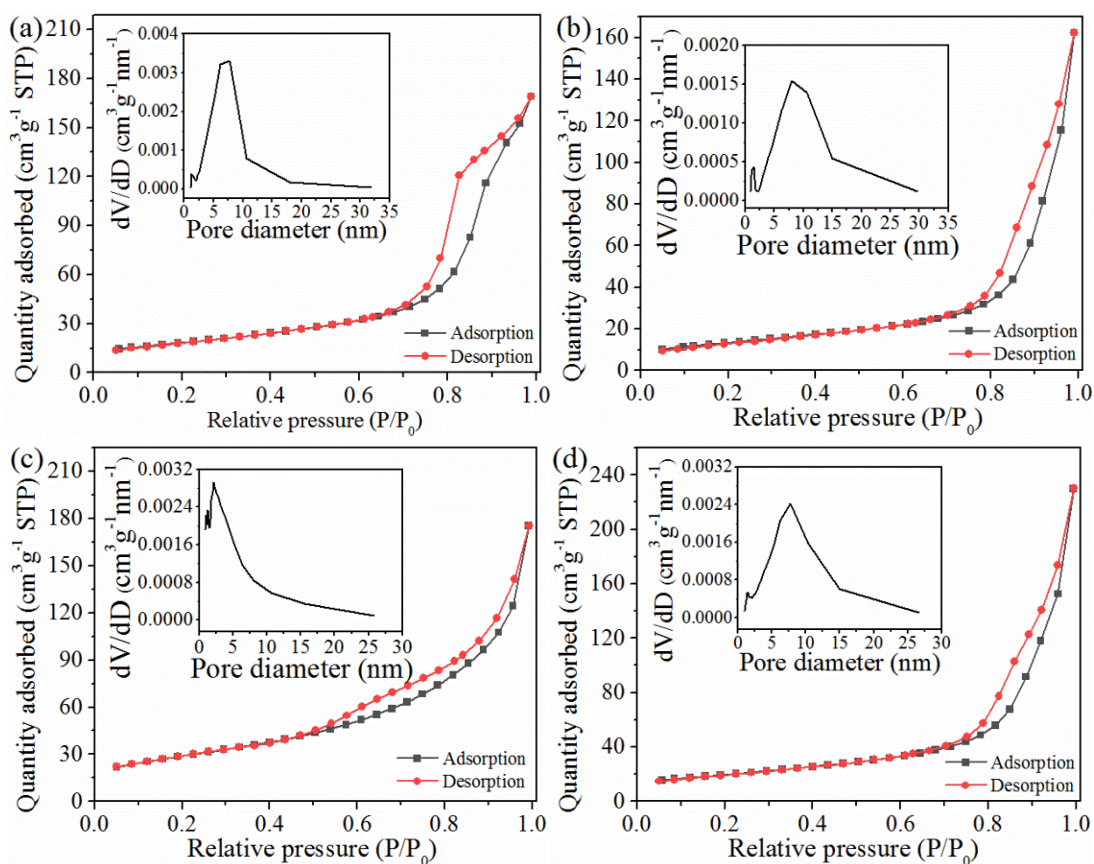 (a)
Quantity adsorbed (cm³g⁻¹ STP)
210
180
150
120
90
60
30
0
0.0 0.2 0.4 0.6 0.8 1.0
Relative pressure (P/P₀)
Adsorption
Desorption
dV/dD (cm³g⁻¹nm⁻¹)
0.0060
0.0045
0.0030
0.0015
0.000
0 5 10 15 20 25 30 35
Pore diameter (nm)
(b)
Quantity adsorbed (cm³g⁻¹ STP)
160
140
120
100
80
60
40
20
0
0.0 0.2 0.4 0.6 0.8 1.0
Relative pressure (P/P₀)
Adsorption
Desorption
dV/dD (cm³g⁻¹nm⁻¹)
0.0020
0.0015
0.0010
0.0005
0.0000
0 5 10 15 20 25 30 35
Pore diameter (nm)
(c)
Quantity adsorbed (cm³g⁻¹ STP)
210
180
150
120
90
60
30
0
0.0 0.2 0.4 0.6 0.8 1.0
Relative pressure (P/P₀)
Adsorption
Desorption
dV/dD (cm³g⁻¹nm⁻¹)
0.0032
0.0024
0.0016
0.0008
0.0000
0 5 10 15 20 25 30
Pore diameter (nm)
(d)
Quantity adsorbed (cm³g⁻¹ STP)
240
200
160
120
80
40
0
0.0 0.2 0.4 0.6 0.8 1.0
Relative pressure (P/P₀)
Adsorption
Desorption
dV/dD (cm³g⁻¹nm⁻¹)
0.0032
0.0024
0.0016
0.0008
0.0000
0 5 10 15 20 25 30
Pore diameter (nm)